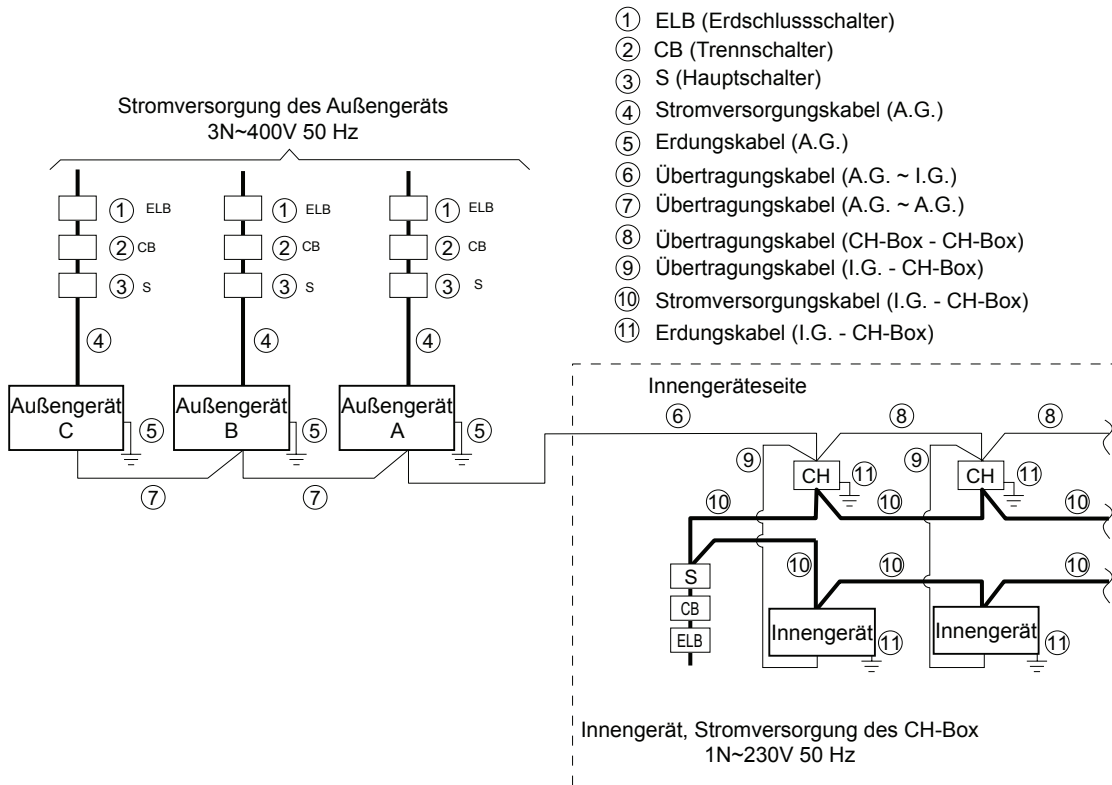 ① ELB (Erdschlussschalter)
② CB (Trennschalter)
③ S (Hauptschalter)
④ Stromversorgungskabel (A.G.)
⑤ Erdungskabel (A.G.)
⑥ Übertragungskabel (A.G. ~ I.G.)
⑦ Übertragungskabel (A.G. ~ A.G.)
⑧ Übertragungskabel (CH-Box - CH-Box)
⑨ Übertragungskabel (I.G. - CH-Box)
⑩ Stromversorgungskabel (I.G. - CH-Box)
⑪ Erdungskabel (I.G. - CH-Box)
Stromversorgung des Außengeräts
3N~400V 50 Hz
① ELB ① ELB ① ELB
② CB ② CB ② CB
③ S ③ S ③ S
④ ④ ④
Außengerät
C
⑤
Außengerät
B
⑤
Außengerät
A
⑤
⑦ ⑦
Innengeräteseite
⑥ ⑧ ⑧
⑨ CH ⑪ ⑨ CH ⑪
⑩ ⑩ ⑩
S ⑩ ⑩ ⑩
CB
ELB
Innengerät ⑪ Innengerät ⑪
Innengerät, Stromversorgung des CH-Box
1N~230V 50 Hz